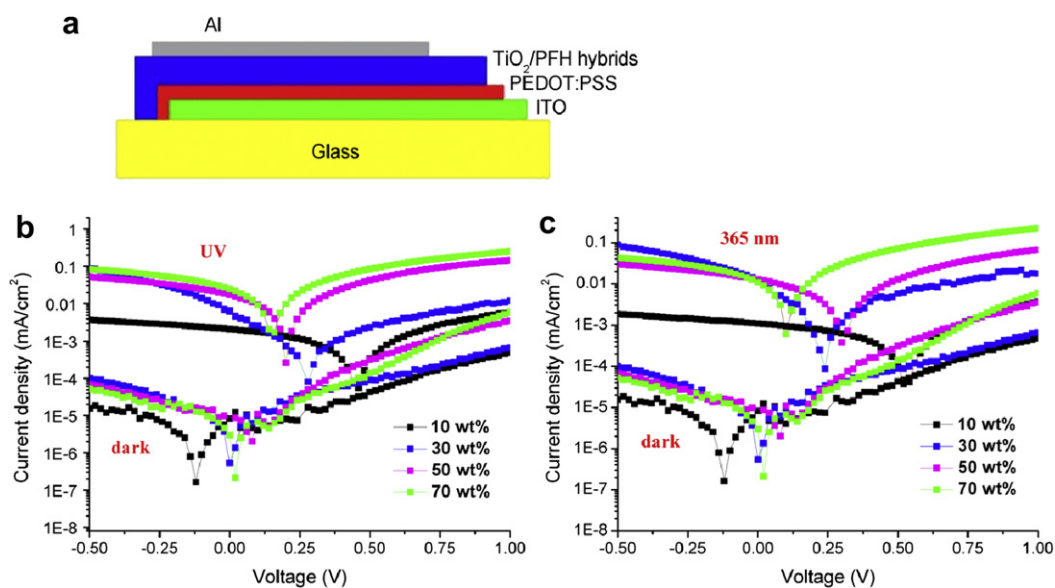 a
Al
TiO2/PFH hybrids
PEDOT:PSS
ITO
Glass
b
Current density (mA/cm²)
1
0.1
0.01
1E-3
1E-4
1E-5
1E-6
1E-7
1E-8
UV
dark
10 wt%
30 wt%
50 wt%
70 wt%
-0.50 -0.25 0.00 0.25 0.50 0.75 1.00
Voltage (V)
c
Current density (mA/cm²)
0.1
0.01
1E-3
1E-4
1E-5
1E-6
1E-7
1E-8
365 nm
dark
10 wt%
30 wt%
50 wt%
70 wt%
-0.50 -0.25 0.00 0.25 0.50 0.75 1.00
Voltage (V)